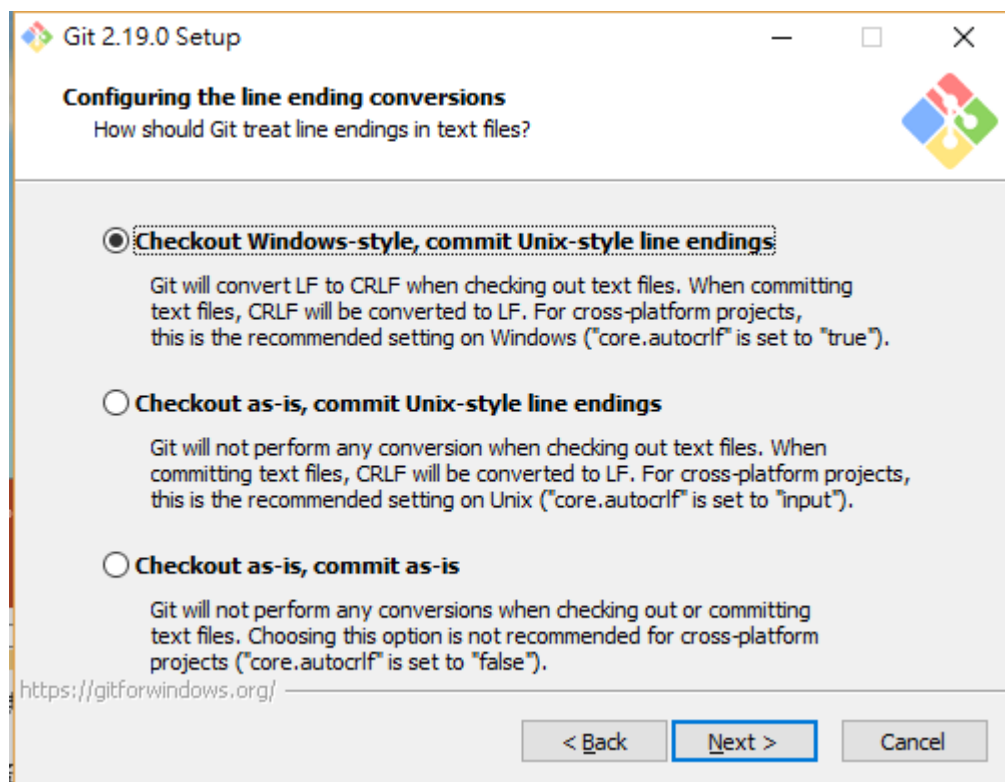 Git 2.19.0 Setup
Configuring the line ending conversions
How should Git treat line endings in text files?
Checkout Windows-style, commit Unix-style line endings
Git will convert LF to CRLF when checking out text files. When committing
text files, CRLF will be converted to LF. For cross-platform projects,
this is the recommended setting on Windows ("core.autocrlf" is set to "true").
Checkout as-is, commit Unix-style line endings
Git will not perform any conversion when checking out text files. When
committing text files, CRLF will be converted to LF. For cross-platform projects,
this is the recommended setting on Unix ("core.autocrlf" is set to "input").
Checkout as-is, commit as-is
Git will not perform any conversions when checking out or committing
text files. Choosing this option is not recommended for cross-platform
projects ("core.autocrlf" is set to "false").
https://gitforwindows.org/
< Back Next > Cancel